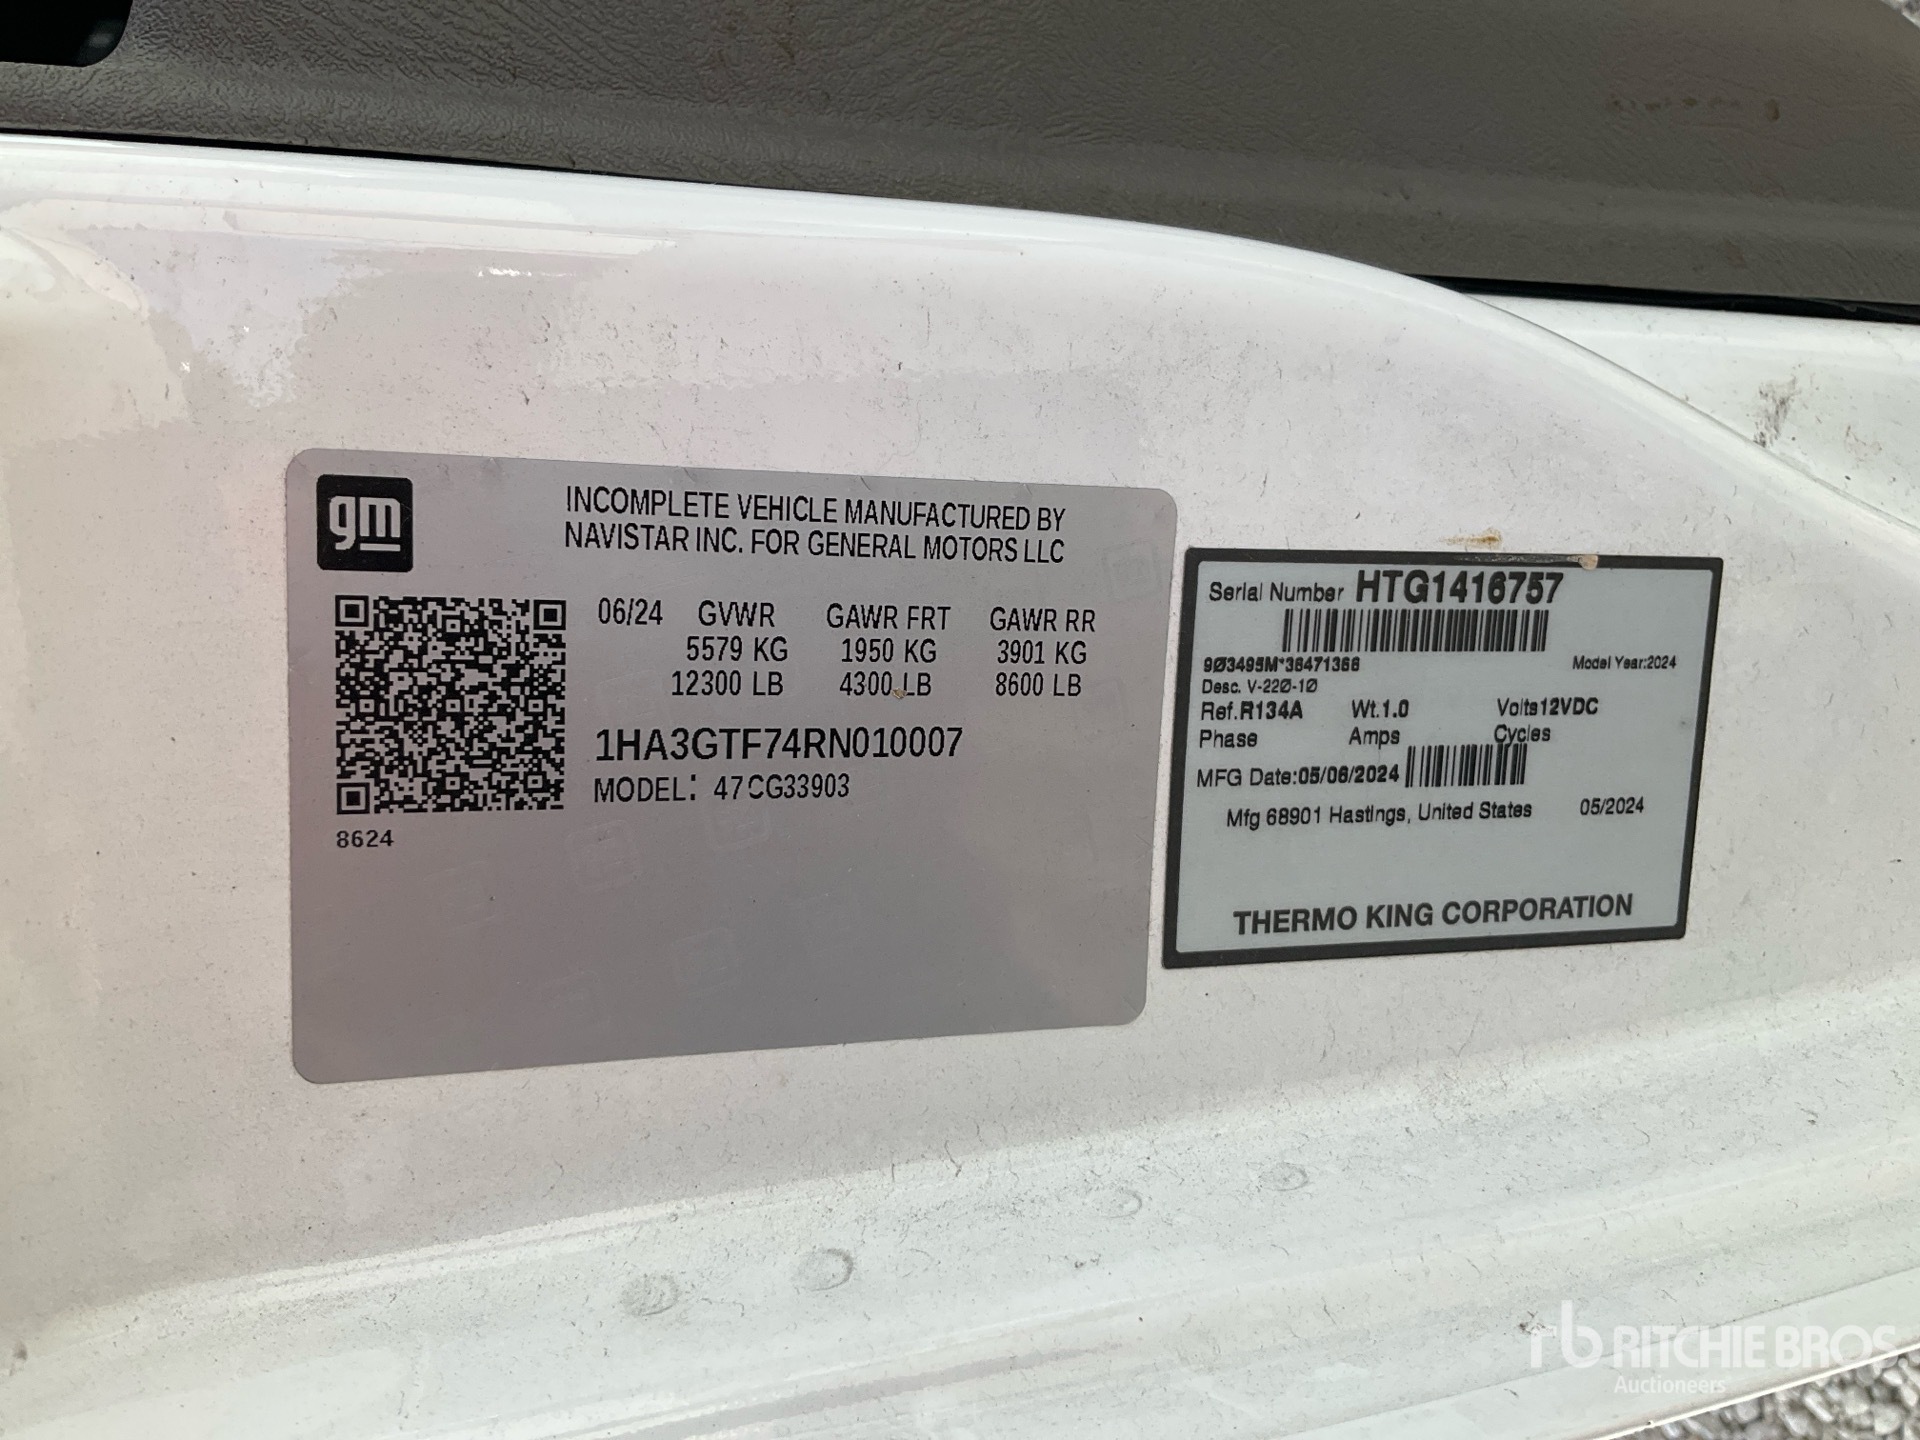 gm
INCOMPLETE VEHICLE MANUFACTURED BY
NAVISTAR INC. FOR GENERAL MOTORS LLC
06/24 GVWR GAWR FRT GAWR RR
5579 KG 1950 KG 3901 KG
12300 LB 4300 LB 8600 LB
1HA3GTF74RN010007
MODEL: 47CG33903
8624
Serial Number HTG1416757
9Ø3495M*38471366 Model Year:2024
Desc. V-22Ø-1Ø
Ref.R134A Wt.1.0 Volts12VDC
Phase Amps Cycles
MFG Date:05/06/2024
Mfg 68901 Hastings, United States 05/2024
THERMO KING CORPORATION
rb RITCHIE BROS
Auctioneers